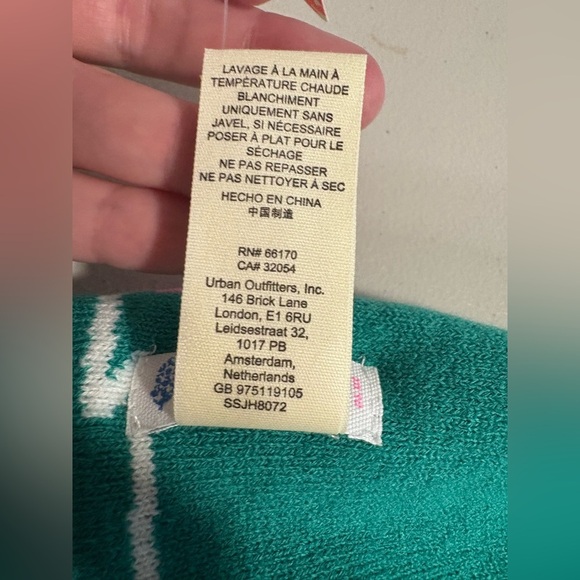 LAVAGE À LA MAIN À
TEMPÉRATURE CHAUDE
BLANCHIMENT
UNIQUEMENT SANS
JAVEL, SI NÉCESSAIRE
POSER À PLAT POUR LE
SÉCHAGE
NE PAS REPASSER
NE PAS NETTOYER À SEC
HECHO EN CHINA
中国制造
RN# 66170
CA# 32054
Urban Outfitters, Inc.
146 Brick Lane
London, E1 6RU
Leidsestraat 32,
1017 PB
Amsterdam,
Netherlands
GB 975119105
SSJH8072